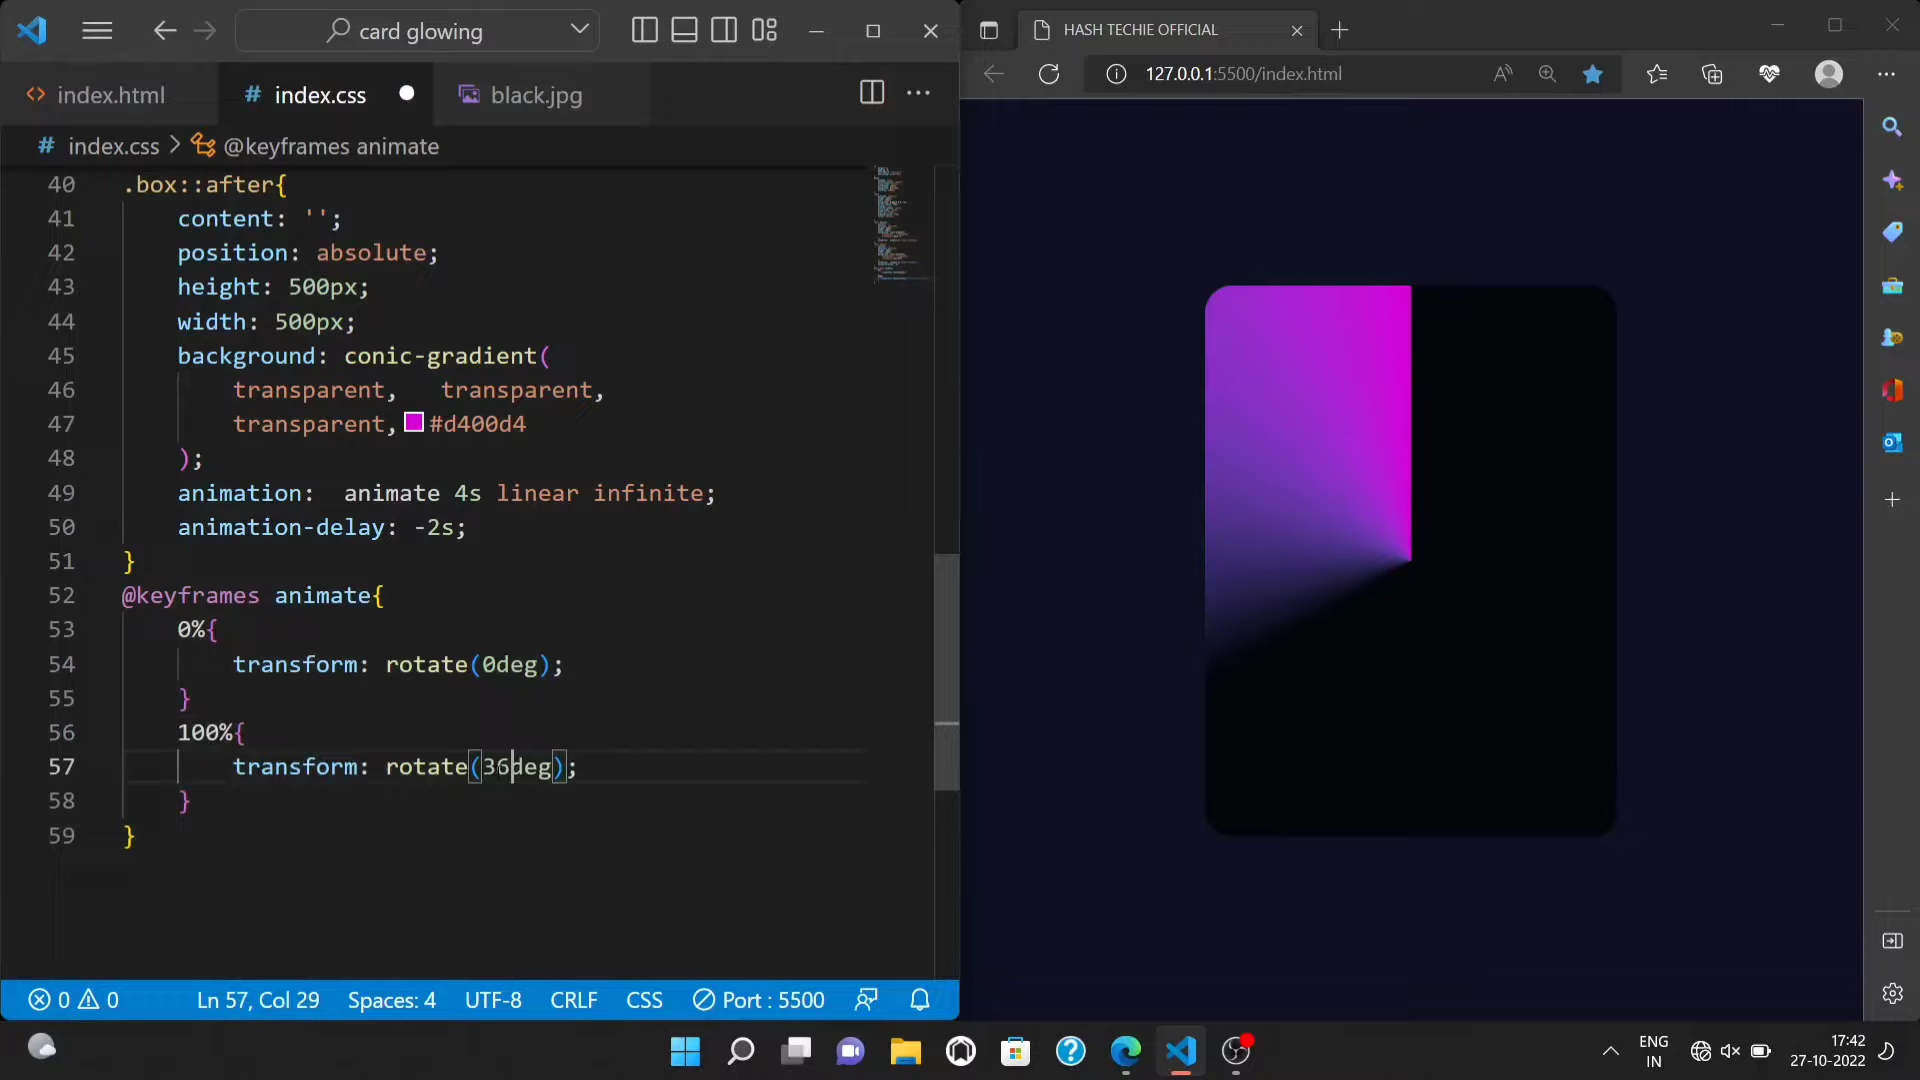 card glowing
index.html
index.css
black.jpg
index.css > @keyframes animate
40 .box::after{
41 content: '';
42 position: absolute;
43 height: 500px;
44 width: 500px;
45 background: conic-gradient(
46 transparent, transparent,
47 transparent, #d400d4
48 );
49 animation: animate 4s linear infinite;
50 animation-delay: -2s;
51 }
52 @keyframes animate{
53 0%{
54 transform: rotate(0deg);
55 }
56 100%{
57 transform: rotate(36deg);
58 }
59 }
0 0 Ln 57, Col 29 Spaces: 4 UTF-8 CRLF CSS Port : 5500
HASH TECHIE OFFICIAL
127.0.0.1:5500/index.html
ENG
IN
17:42
27-10-2022